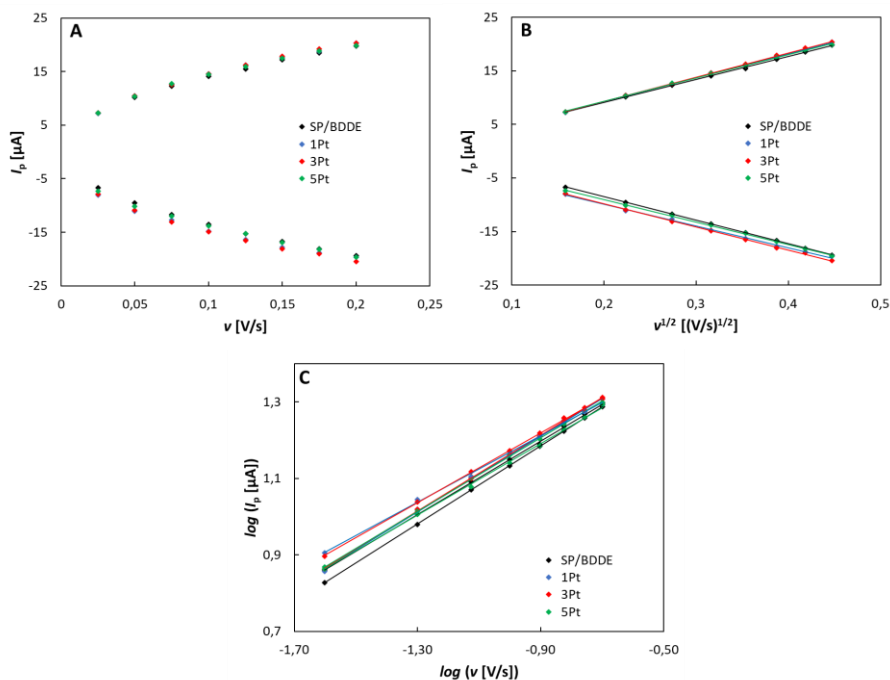 A
25
15
5
-5
-15
-25
I_p [μA]
0
0,05
0,1
0,15
0,2
0,25
v [V/s]
SP/BDDE
1Pt
3Pt
5Pt
B
25
15
5
-5
-15
-25
I_p [μA]
0,1
0,2
0,3
0,4
0,5
v^1/2 [(V/s)^1/2]
SP/BDDE
1Pt
3Pt
5Pt
C
1,3
1,1
0,9
0,7
log (I_p [μA])
-1,70
-1,30
-0,90
-0,50
log (v [V/s])
SP/BDDE
1Pt
3Pt
5Pt